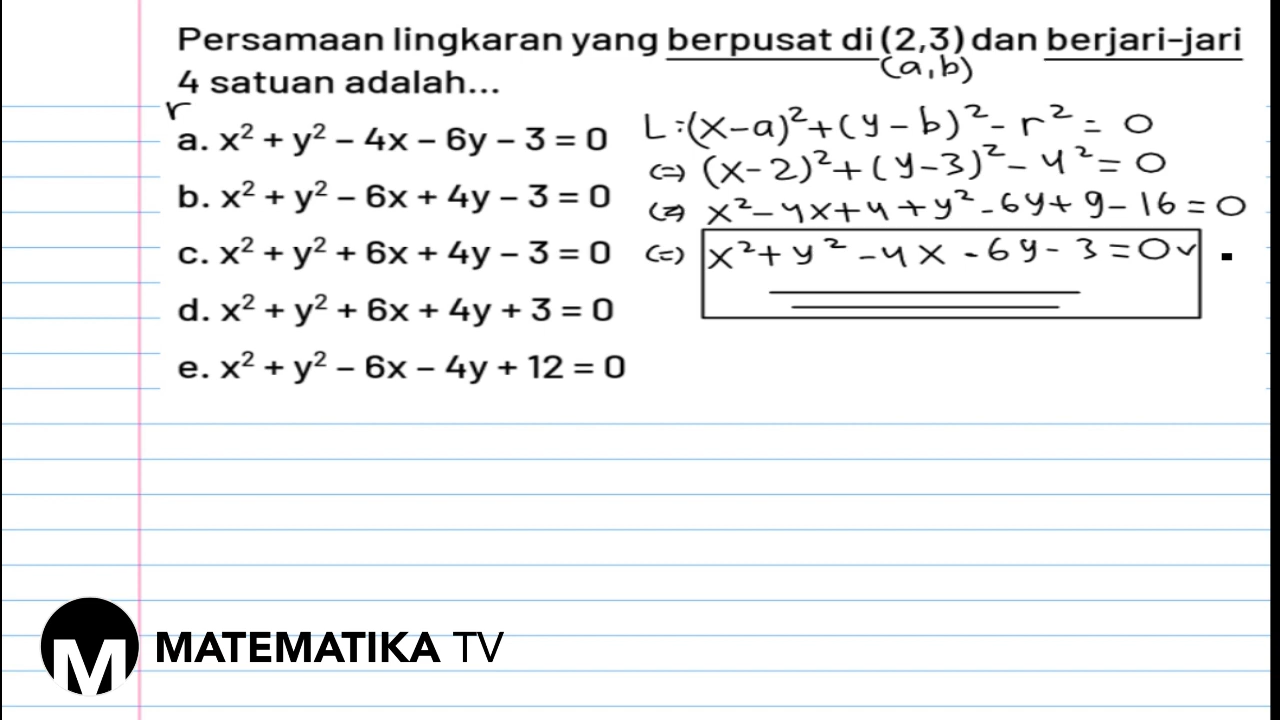 Persamaan lingkaran yang berpusat di (2,3) dan berjari-jari
(a,b)
4 satuan adalah...
r
a. x² + y² – 4x – 6y – 3 = 0
b. x² + y² – 6x + 4y – 3 = 0
c. x² + y² + 6x + 4y – 3 = 0
d. x² + y² + 6x + 4y + 3 = 0
e. x² + y² – 6x – 4y + 12 = 0
L:(x-a)²+(y-b)²-r²=0
(=) (x-2)²+(y-3)²-4²=0
(=) x²-4x+4+y²-6y+9-16=0
(=) x²+y²-4x-6y-3=0✓
M MATEMATIKA TV